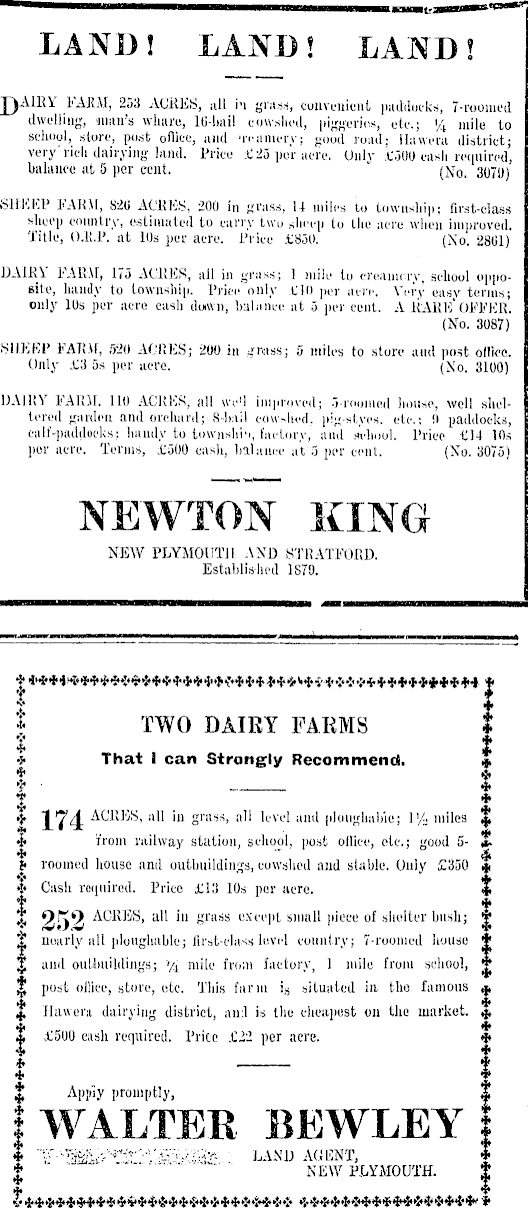 LAND! LAND! LAND!
DAIRY FARM, 253 ACRES, all in grass, convenient paddocks, 7-roomed
dwelling, man's whare, 16-bail cowshed, piggeries, etc.; ¼ mile to
school, store, post office, and creamery; good road; Hawera district;
very rich dairying land. Price £25 per acre. Only £500 cash required,
balance at 5 per cent. (No. 3079)
SHEEP FARM, 826 ACRES, 200 in grass, 14 miles to township; first-class
sheep country, estimated to carry two sheep to the acre when improved.
Title, O.R.P. at 10s per acre. Price £850. (No. 2861)
DAIRY FARM, 175 ACRES, all in grass; 1 mile to creamery, school oppo-
site, handy to township. Price only £10 per acre. Very easy terms;
only 10s per acre cash down, balance at 5 per cent. A RARE OFFER.
(No. 3087)
SHEEP FARM, 520 ACRES; 200 in grass; 5 miles to store and post office.
Only £3 5s per acre. (No. 3100)
DAIRY FARM, 110 ACRES, all well improved; 5-roomed house, well shel-
tered garden and orchard; 8-bail cowshed, pig-styes, etc.; 9 paddocks,
calf-paddocks; handy to township, factory, and school. Price £14 10s
per acre. Terms, £500 cash, balance at 5 per cent. (No. 3075)
NEWTON KING
NEW PLYMOUTH AND STRATFORD.
Established 1879.
TWO DAIRY FARMS
That I can Strongly Recommend.
174 ACRES, all in grass, all level and ploughable; 1½ miles
from railway station, school, post office, etc.; good 5-
roomed house and outbuildings, cowshed and stable. Only £350
Cash required. Price £13 10s per acre.
252 ACRES, all in grass except small piece of shelter bush;
nearly all ploughable; first-class level country; 7-roomed house
and outbuildings; ¾ mile from factory, 1 mile from school,
post office, store, etc. This farm is situated in the famous
Hawera dairying district, and is the cheapest on the market.
£500 cash required. Price £22 per acre.
Apply promptly,
WALTER BEWLEY
LAND AGENT,
NEW PLYMOUTH.